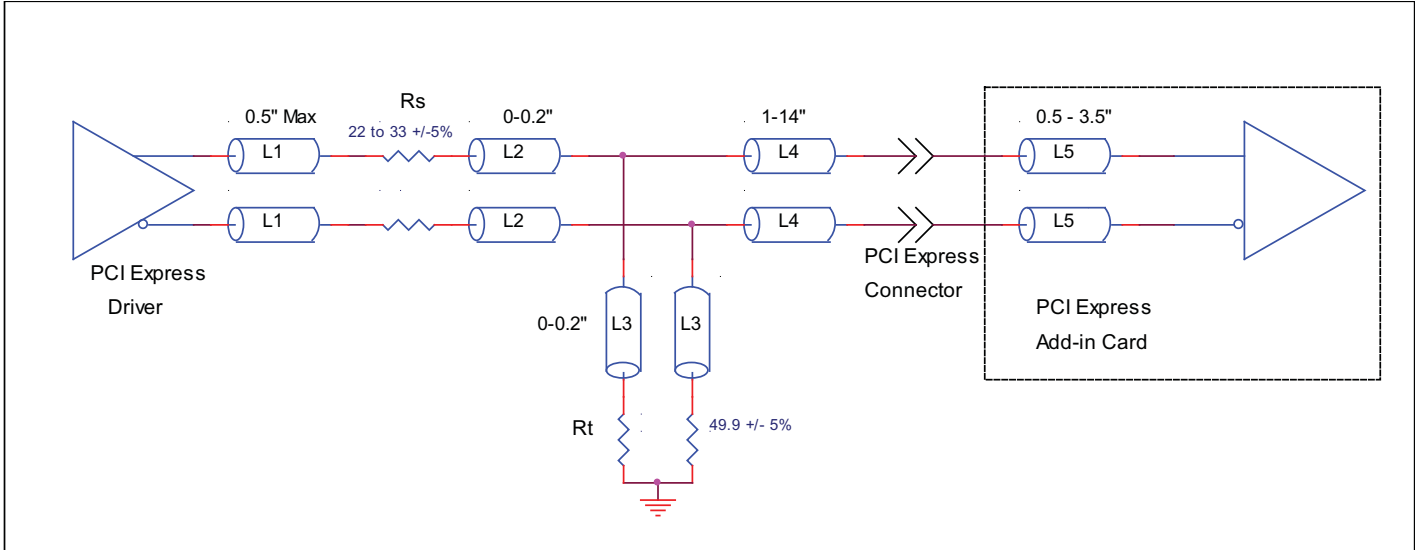 Rs
0.5" Max
22 to 33 +/-5%
0-0.2"
1-14"
0.5 - 3.5"
L1
L2
L4
L5
L1
L2
L4
L5
PCI Express
Driver
PCI Express
Connector
0-0.2"
L3
L3
PCI Express
Add-in Card
Rt
49.9 +/- 5%